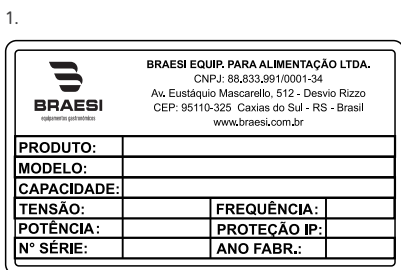 1.
BRAESI
equipamentos gastronômicos
BRAESI EQUIP. PARA ALIMENTAÇÃO LTDA.
CNPJ: 88.833.991/0001-34
Av. Eustáquio Mascarello, 512 - Desvio Rizzo
CEP: 95110-325 Caxias do Sul - RS - Brasil
www.braesi.com.br
PRODUTO:
MODELO:
CAPACIDADE:
TENSÃO: FREQUÊNCIA:
POTÊNCIA: PROTEÇÃO IP:
N° SÉRIE: ANO FABR.: